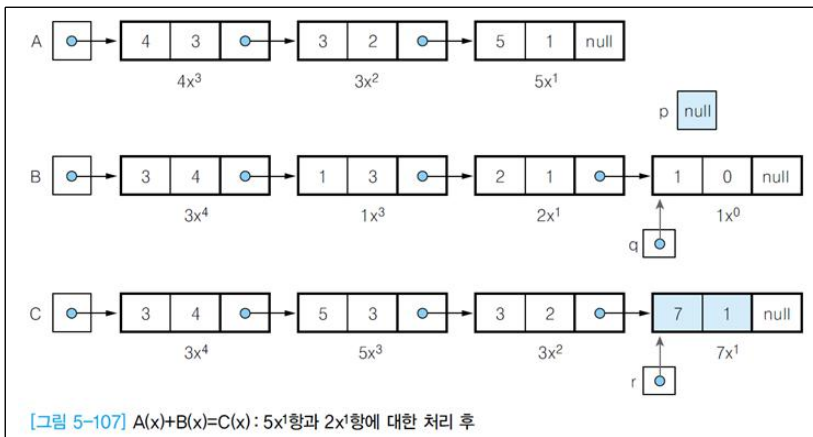 A 4 3 3 2 5 1 null
4x³ 3x² 5x¹
p null
B 3 4 1 3 2 1 1 0 null
3x⁴ 1x³ 2x¹ 1x⁰
q
C 3 4 5 3 3 2 7 1 null
3x⁴ 5x³ 3x² 7x¹
r
[그림 5-107] A(x)+B(x)=C(x) : 5x¹항과 2x¹항에 대한 처리 후